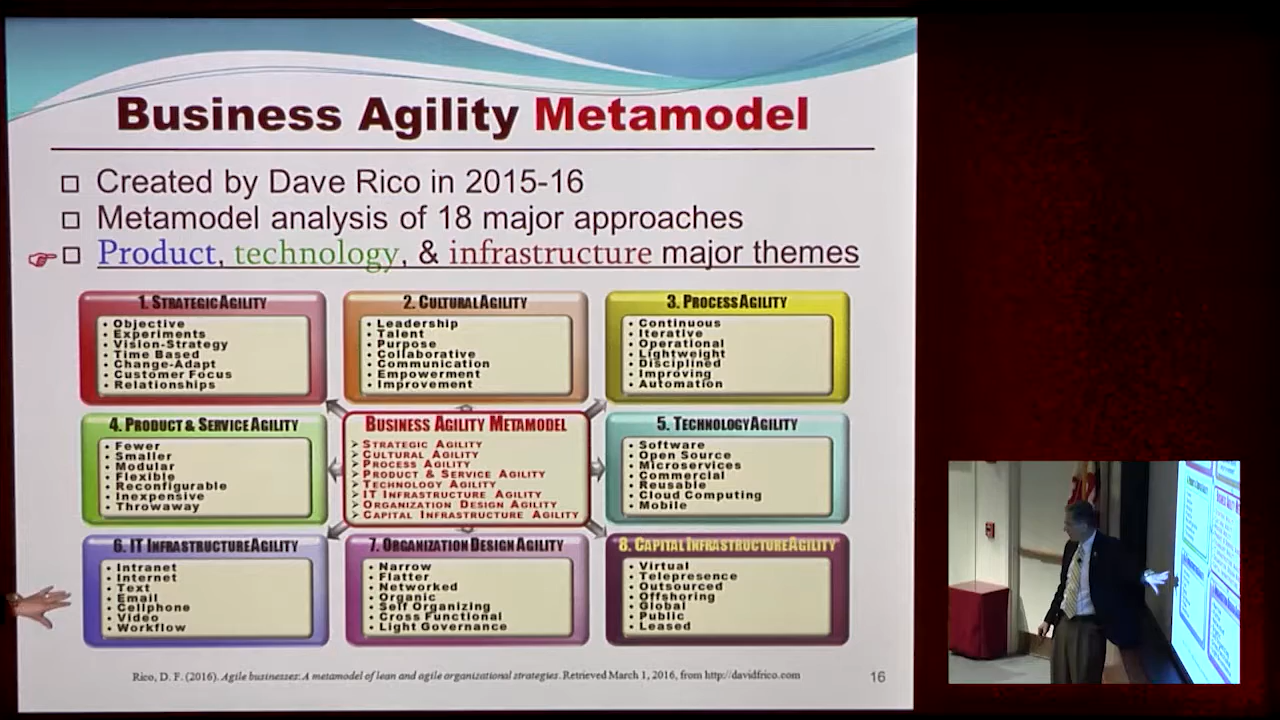 Business Agility Metamodel
Created by Dave Rico in 2015-16
Metamodel analysis of 18 major approaches
Product, technology, & infrastructure major themes
1. STRATEGIC AGILITY
• Objective
• Experiments
• Vision-Strategy
• Time Based
• Change-Adapt
• Customer Focus
• Relationships
2. CULTURAL AGILITY
• Leadership
• Talent
• Purpose
• Collaborative
• Communication
• Empowerment
• Improvement
3. PROCESS AGILITY
• Continuous
• Iterative
• Operational
• Lightweight
• Disciplined
• Improving
• Automation
4. PRODUCT & SERVICE AGILITY
• Fewer
• Smaller
• Modular
• Flexible
• Reconfigurable
• Inexpensive
• Throwaway
BUSINESS AGILITY METAMODEL
➢ STRATEGIC AGILITY
➢ CULTURAL AGILITY
➢ PROCESS AGILITY
➢ PRODUCT & SERVICE AGILITY
➢ TECHNOLOGY AGILITY
➢ IT INFRASTRUCTURE AGILITY
➢ ORGANIZATION DESIGN AGILITY
➢ CAPITAL INFRASTRUCTURE AGILITY
5. TECHNOLOGY AGILITY
• Software
• Open Source
• Microservices
• Commercial
• Reusable
• Cloud Computing
• Mobile
6. IT INFRASTRUCTURE AGILITY
• Intranet
• Internet
• Text
• Email
• Cellphone
• Video
• Workflow
7. ORGANIZATION DESIGN AGILITY
• Narrow
• Flatter
• Networked
• Organic
• Self Organizing
• Cross Functional
• Light Governance
8. CAPITAL INFRASTRUCTURE AGILITY
• Virtual
• Telepresence
• Outsourced
• Offshoring
• Global
• Public
• Leased
Rico, D. F. (2016). Agile businesses: A metamodel of lean and agile organizational strategies. Retrieved March 1, 2016, from http://davidfrico.com
16